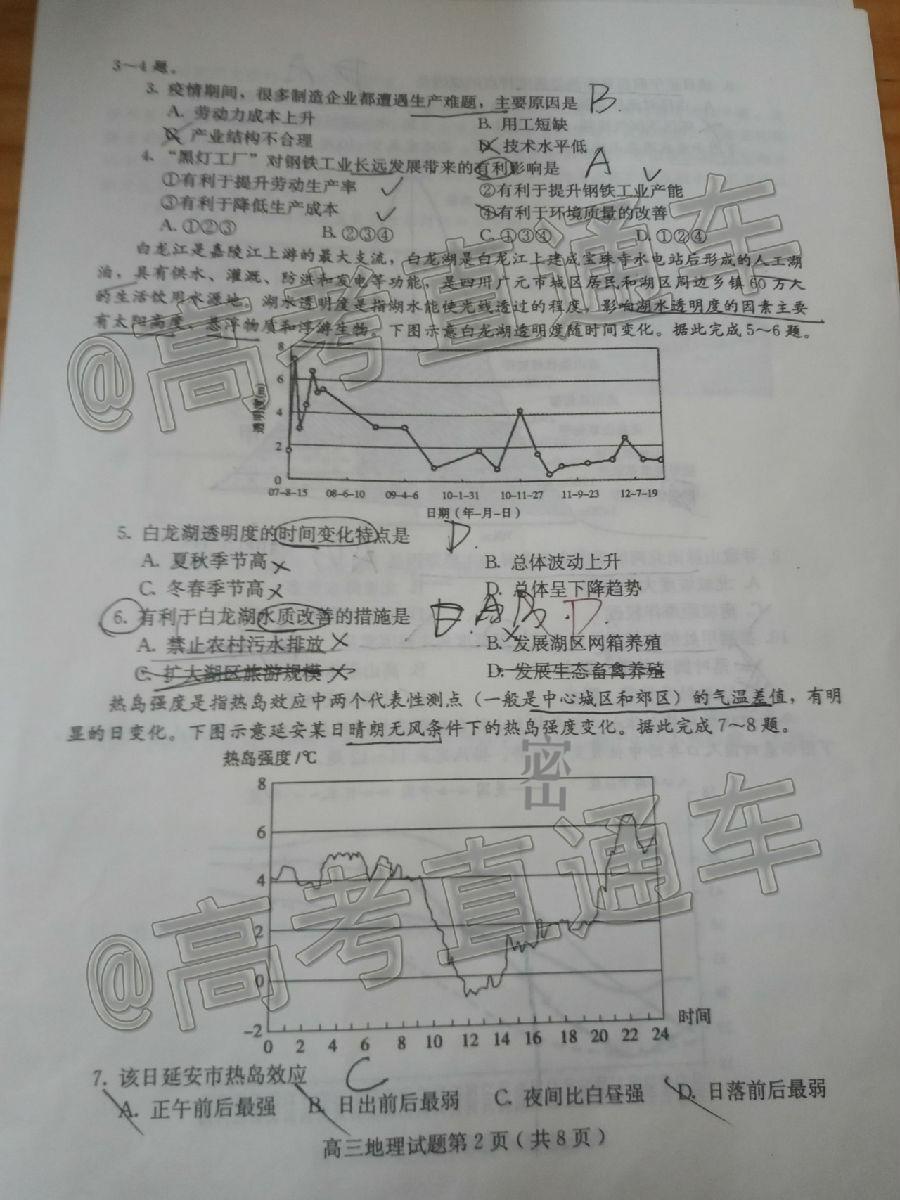 3～4题。
3. 疫情期间，很多制造企业都遭遇生产难题，主要原因是 B
A. 劳动力成本上升 B. 用工短缺
C. 产业结构不合理 D. 技术水平低
4. “黑灯工厂”对钢铁工业长远发展带来的有利影响是 A
①有利于提升劳动生产率 ②有利于提升钢铁工业产能
③有利于降低生产成本 ④有利于环境质量的改善
A. ①②③ B. ②③④ C. ①③④ D. ①②④
白龙江是嘉陵江上游的最大支流，白龙湖是白龙江上建成宝珠寺水电站后形成的人工湖
泊，具有供水、灌溉、防洪和发电等功能，是四川广元市城区居民和湖区周边乡镇60万人
的生活饮用水源地。湖水透明度是指湖水能使光线透过的程度，影响湖水透明度的因素主要
有太阳高度、悬浮物质和浮游生物。下图示意白龙湖透明度随时间变化。据此完成5～6题。
透明度(m)
8
6
4
2
0
07-8-15 08-6-10 09-4-6 10-1-31 10-11-27 11-9-23 12-7-19
日期（年-月-日）
5. 白龙湖透明度的时间变化特点是 D
A. 夏秋季节高 B. 总体波动上升
C. 冬春季节高 D. 总体呈下降趋势
6. 有利于白龙湖水质改善的措施是 D
A. 禁止农村污水排放 B. 发展湖区网箱养殖
C. 扩大湖区旅游规模 D. 发展生态畜禽养殖
热岛强度是指热岛效应中两个代表性测点（一般是中心城区和郊区）的气温差值，有明
显的日变化。下图示意延安某日晴朗无风条件下的热岛强度变化。据此完成7～8题。
热岛强度/℃
密
8
6
4
2
0
-2
0 2 4 6 8 10 12 14 16 18 20 22 24 时间
7. 该日延安市热岛效应 C
A. 正午前后最强 B. 日出前后最弱 C. 夜间比白昼强 D. 日落前后最弱
高三地理试题第2页（共8页）
@高考直通车
@高考直通车